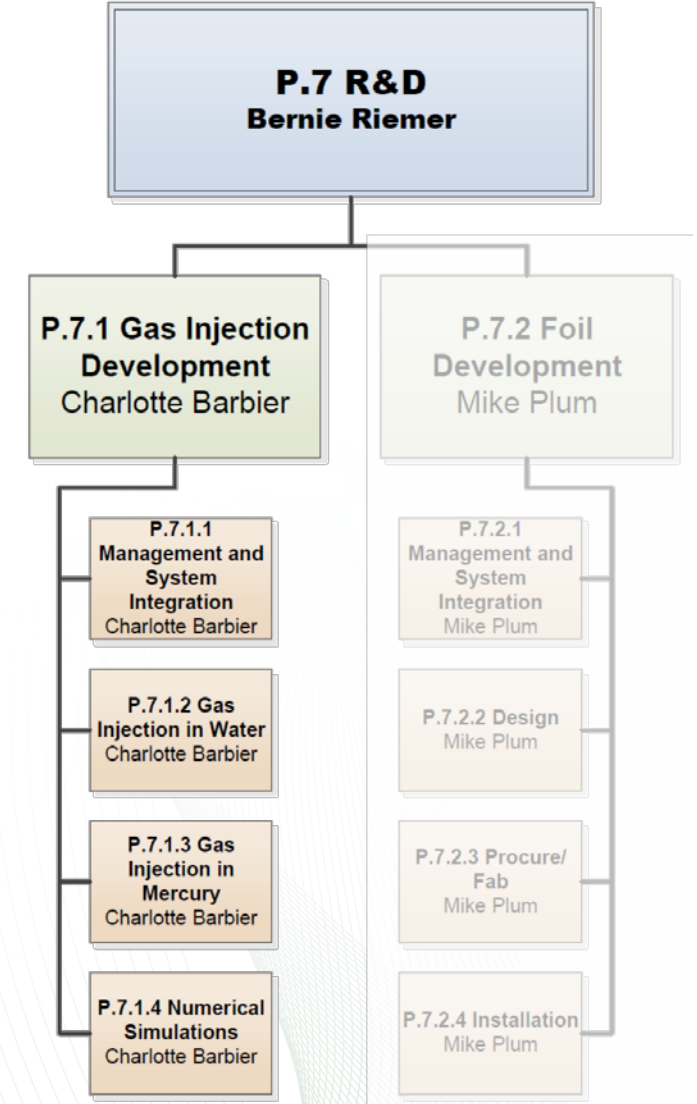 P.7 R&D
Bernie Riemer
P.7.1 Gas Injection
Development
Charlotte Barbier
P.7.1.1
Management and
System
Integration
Charlotte Barbier
P.7.1.2 Gas
Injection in Water
Charlotte Barbier
P.7.1.3 Gas
Injection in
Mercury
Charlotte Barbier
P.7.1.4 Numerical
Simulations
Charlotte Barbier
P.7.2 Foil
Development
Mike Plum
P.7.2.1
Management and
System
Integration
Mike Plum
P.7.2.2 Design
Mike Plum
P.7.2.3 Procure/
Fab
Mike Plum
P.7.2.4 Installation
Mike Plum